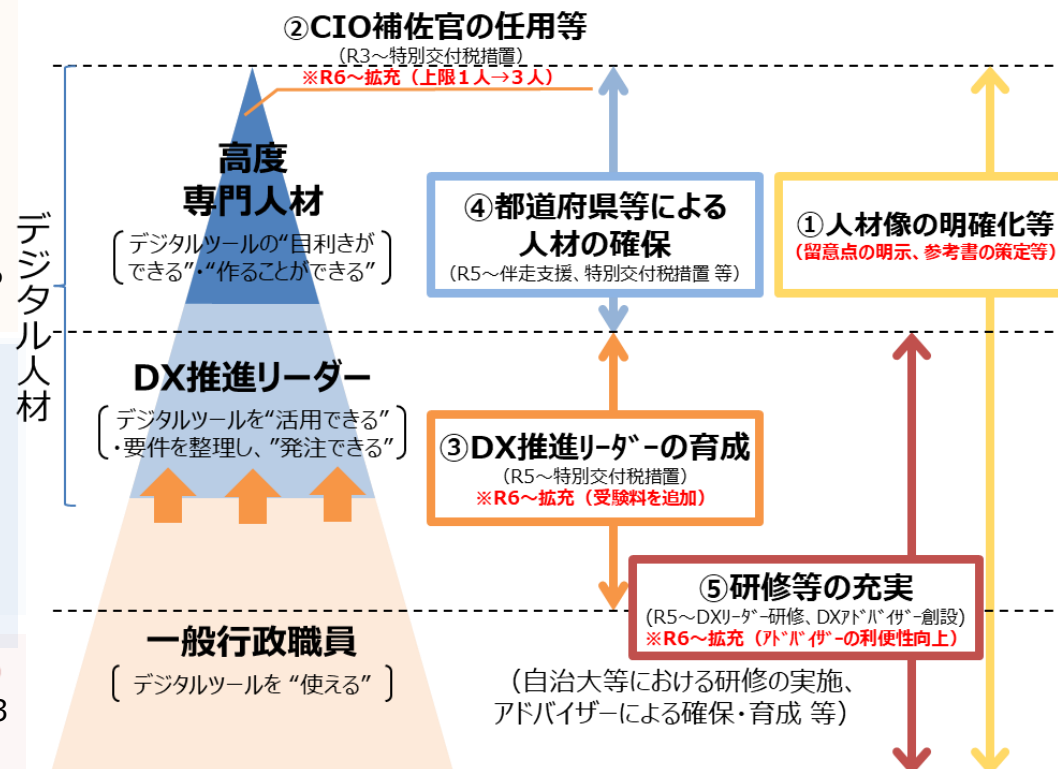 ②CIO補佐官の任用等
(R3～特別交付税措置)
※R6～拡充（上限１人→３人）
デジタル人材
高度
専門人材
デジタルツールの“目利きが
できる”・“作ることができる”
DX推進リーダー
デジタルツールを“活用できる”
・要件を整理し、”発注できる”
一般行政職員
デジタルツールを “使える”
④都道府県等による
人材の確保
(R5～伴走支援、特別交付税措置 等)
①人材像の明確化等
(留意点の明示、参考書の策定等)
③DX推進ﾘｰﾀﾞｰの育成
(R5～特別交付税措置)
※R6～拡充（受験料を追加）
⑤研修等の充実
(R5～DXﾘｰﾀﾞｰ研修、DXｱﾄﾞﾊﾞｲｻﾞｰ創設)
※R6～拡充（ｱﾄﾞﾊﾞｲｻﾞｰの利便性向上）
（自治大等における研修の実施、
アドバイザーによる確保・育成 等）
3